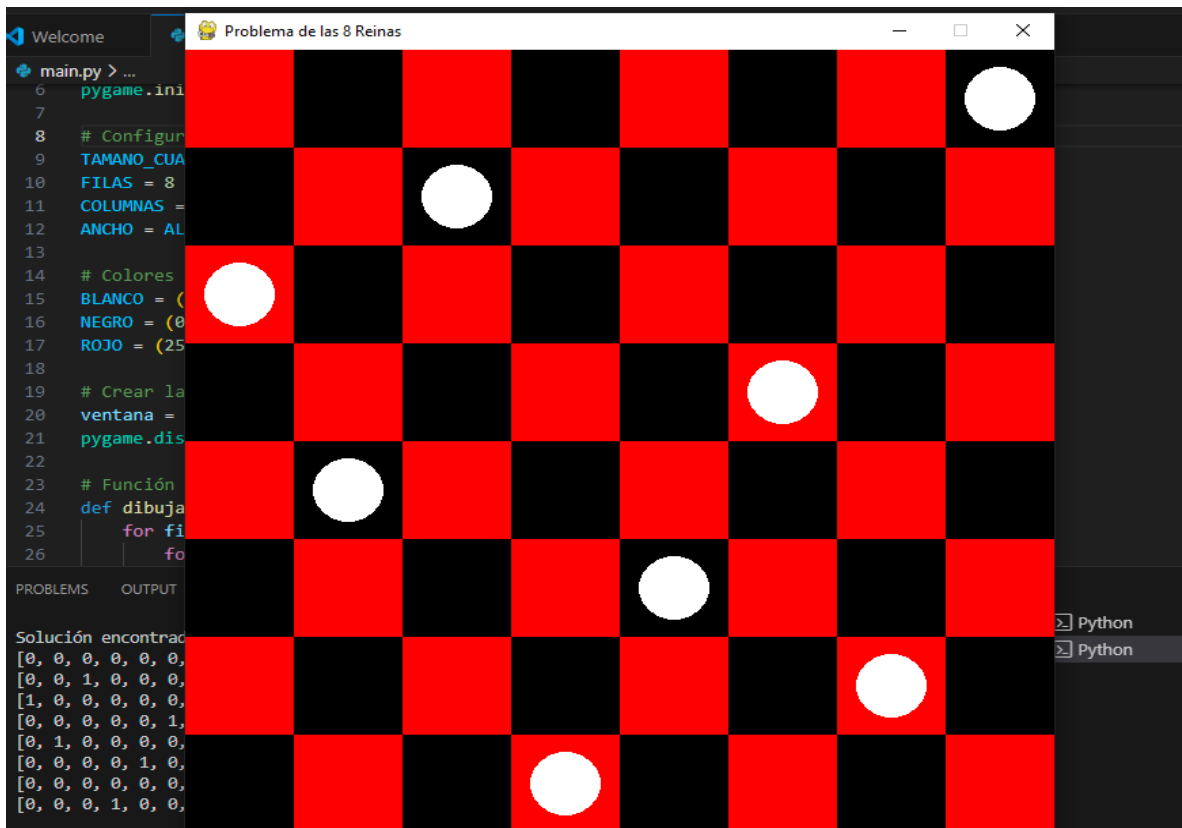 Welcome
Problema de las 8 Reinas
main.py > ...
6 pygame.ini
7
8 # Configur
9 TAMANO_CUA
10 FILAS = 8
11 COLUMNAS =
12 ANCHO = AL
13
14 # Colores
15 BLANCO = (
16 NEGRO = (0
17 ROJO = (25
18
19 # Crear la
20 ventana =
21 pygame.dis
22
23 # Función
24 def dibuja
25 for fi
26 fo
PROBLEMS OUTPUT
Solución encontrad
[0, 0, 0, 0, 0, 0,
[0, 0, 1, 0, 0, 0,
[1, 0, 0, 0, 0, 0,
[0, 0, 0, 0, 0, 1,
[0, 1, 0, 0, 0, 0,
[0, 0, 0, 0, 1, 0,
[0, 0, 0, 0, 0, 0,
[0, 0, 0, 1, 0, 0,
Python
Python